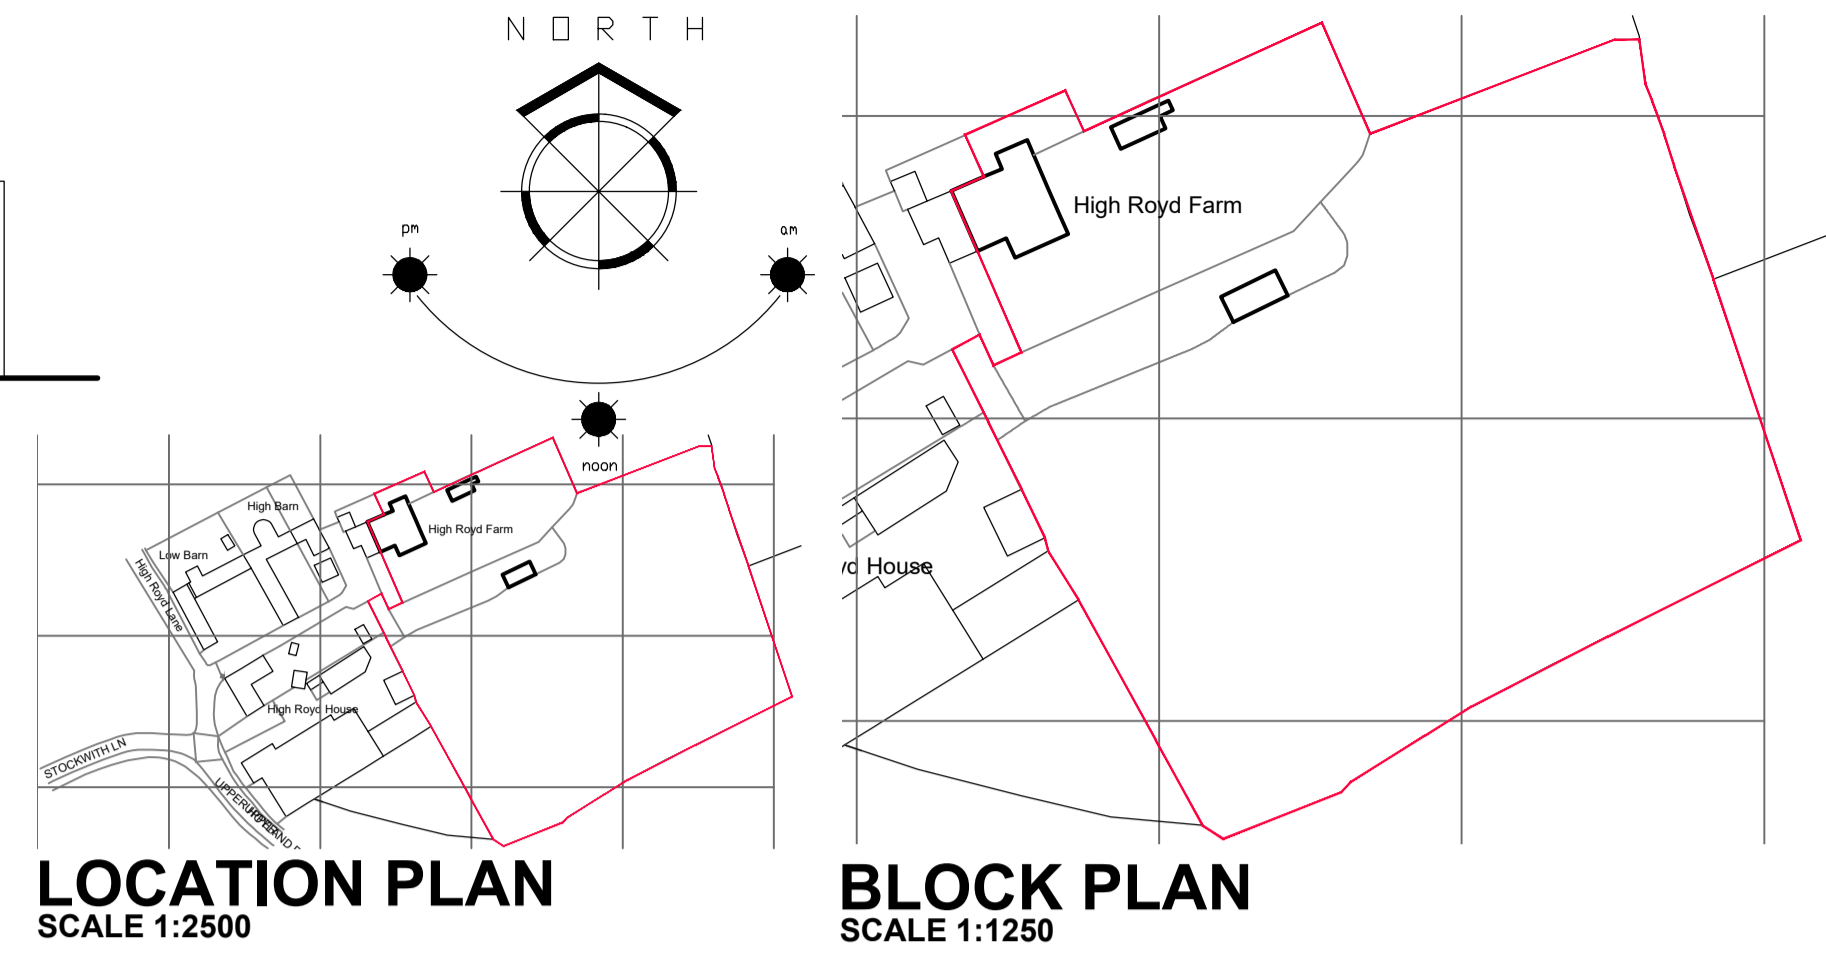 NORTH
pm
am
noon
High Barn
Low Barn
High Royd Farm
High Royd Lane
High Royd House
STOCKWITH LN
LOCATION PLAN
SCALE 1:2500
High Royd Farm
yd House
BLOCK PLAN
SCALE 1:1250